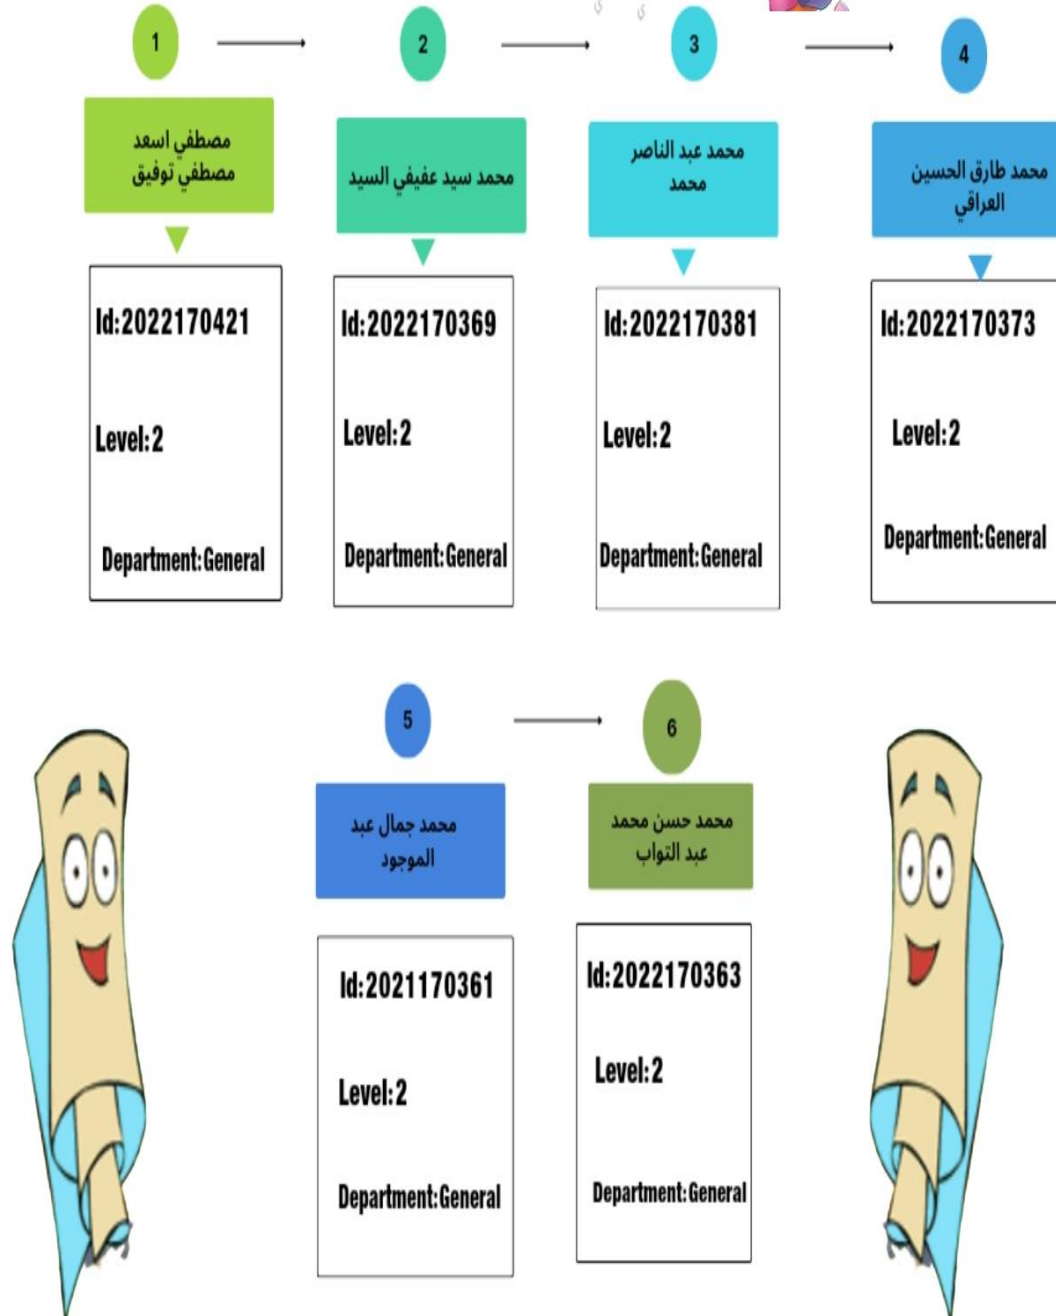 1
2
3
4
مصطفي اسعد
مصطفي توفيق
محمد سيد عفيفي السيد
محمد عبد الناصر
محمد
محمد طارق الحسين
العراقي
Id:2022170421
Level:2
Department:General
Id:2022170369
Level:2
Department:General
Id:2022170381
Level:2
Department:General
Id:2022170373
Level:2
Department:General
5
6
محمد جمال عبد
الموجود
محمد حسن محمد
عبد التواب
Id:2021170361
Level:2
Department:General
Id:2022170363
Level:2
Department:General